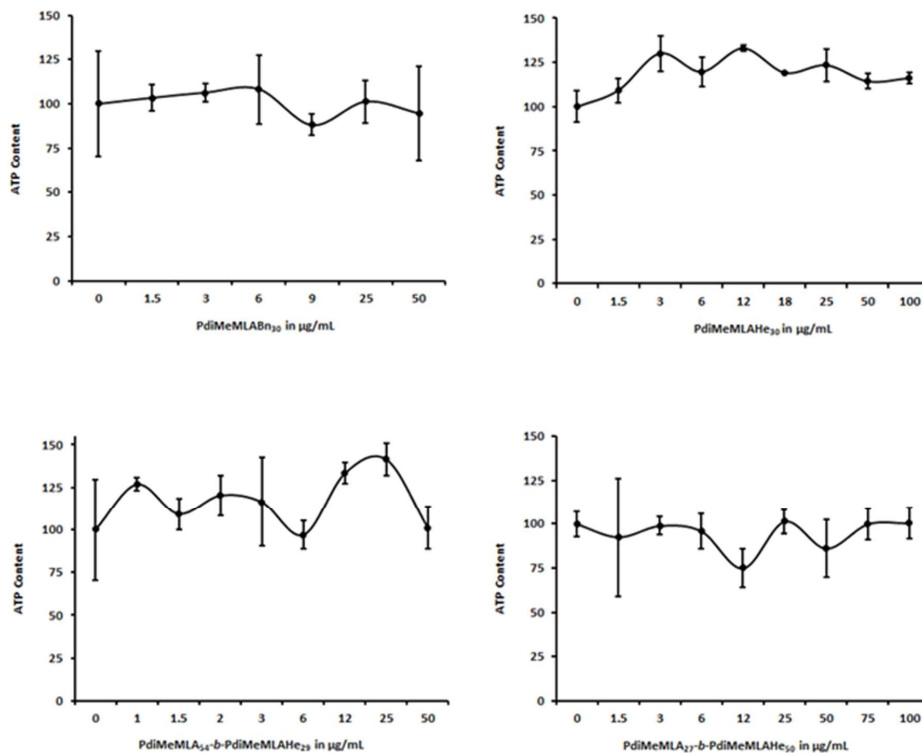 150
125
100
75
50
25
0
ATP Content
0 1.5 3 6 9 25 50
PdiMeMLABn30 in µg/mL
150
125
100
75
50
25
0
ATP Content
0 1.5 3 6 12 18 25 50 100
PdiMeMLAHe30 in µg/mL
150
125
100
75
50
25
0
ATP Content
0 1 1.5 2 3 6 12 25 50
PdiMeMLA54-b-PdiMeMLAHe29 in µg/mL
150
125
100
75
50
25
0
ATP Content
0 1.5 3 6 12 25 50 75 100
PdiMeMLA27-b-PdiMeMLAHe50 in µg/mL